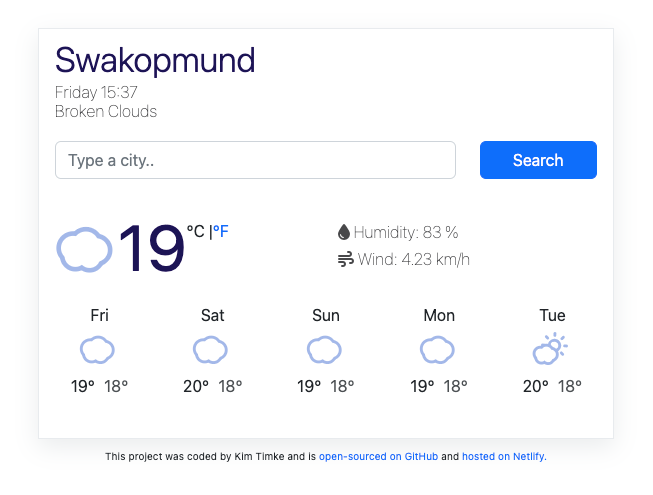 Swakopmund
Friday 15:37
Broken Clouds
Type a city..
Search
19 °C | °F
Humidity: 83 %
Wind: 4.23 km/h
Fri Sat Sun Mon Tue
19° 18° 20° 18° 19° 18° 19° 18° 20° 18°
This project was coded by Kim Timke and is open-sourced on GitHub and hosted on Netlify.